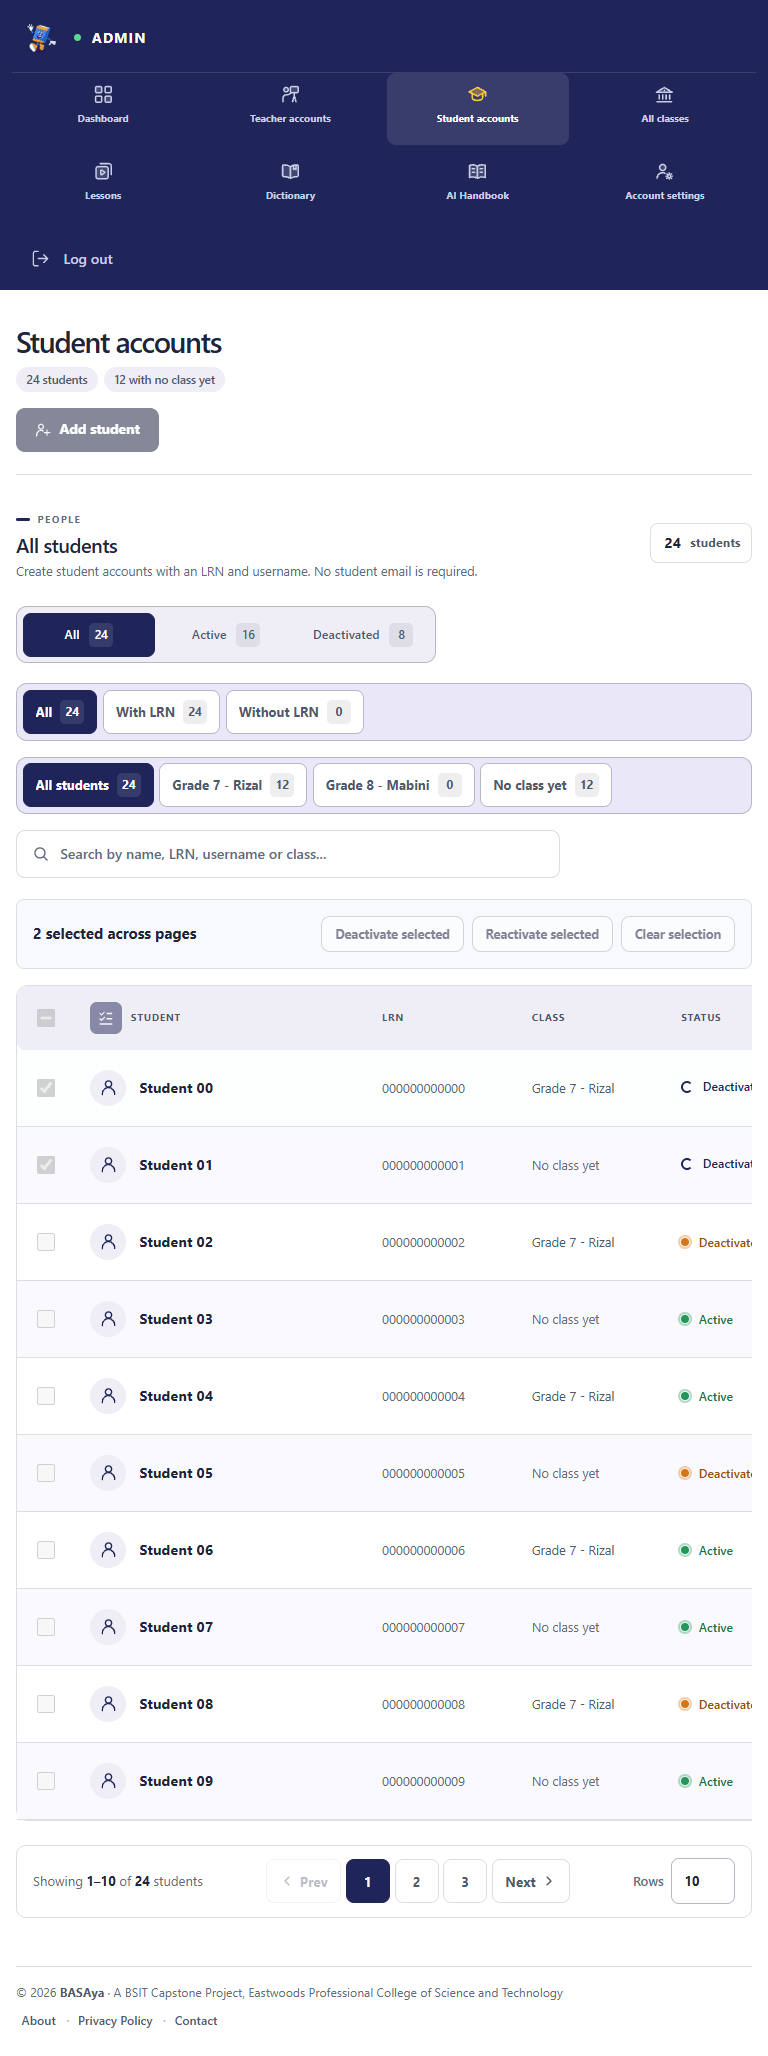 ADMIN
Dashboard
Teacher accounts
Student accounts
All classes
Lessons
Dictionary
AI Handbook
Account settings
Log out
Student accounts
24 students
12 with no class yet
Add student
PEOPLE
All students
24 students
Create student accounts with an LRN and username. No student email is required.
All 24
Active 16
Deactivated 8
All 24
With LRN 24
Without LRN 0
All students 24
Grade 7 - Rizal 12
Grade 8 - Mabini 0
No class yet 12
Search by name, LRN, username or class...
2 selected across pages
Deactivate selected
Reactivate selected
Clear selection
STUDENT LRN CLASS STATUS
Student 00 000000000000 Grade 7 - Rizal Deactivat
Student 01 000000000001 No class yet Deactivat
Student 02 000000000002 Grade 7 - Rizal Deactivat
Student 03 000000000003 No class yet Active
Student 04 000000000004 Grade 7 - Rizal Active
Student 05 000000000005 No class yet Deactivat
Student 06 000000000006 Grade 7 - Rizal Active
Student 07 000000000007 No class yet Active
Student 08 000000000008 Grade 7 - Rizal Deactivat
Student 09 000000000009 No class yet Active
Showing 1–10 of 24 students
Prev 1 2 3 Next
Rows 10
© 2026 BASAya · A BSIT Capstone Project, Eastwoods Professional College of Science and Technology
About · Privacy Policy · Contact